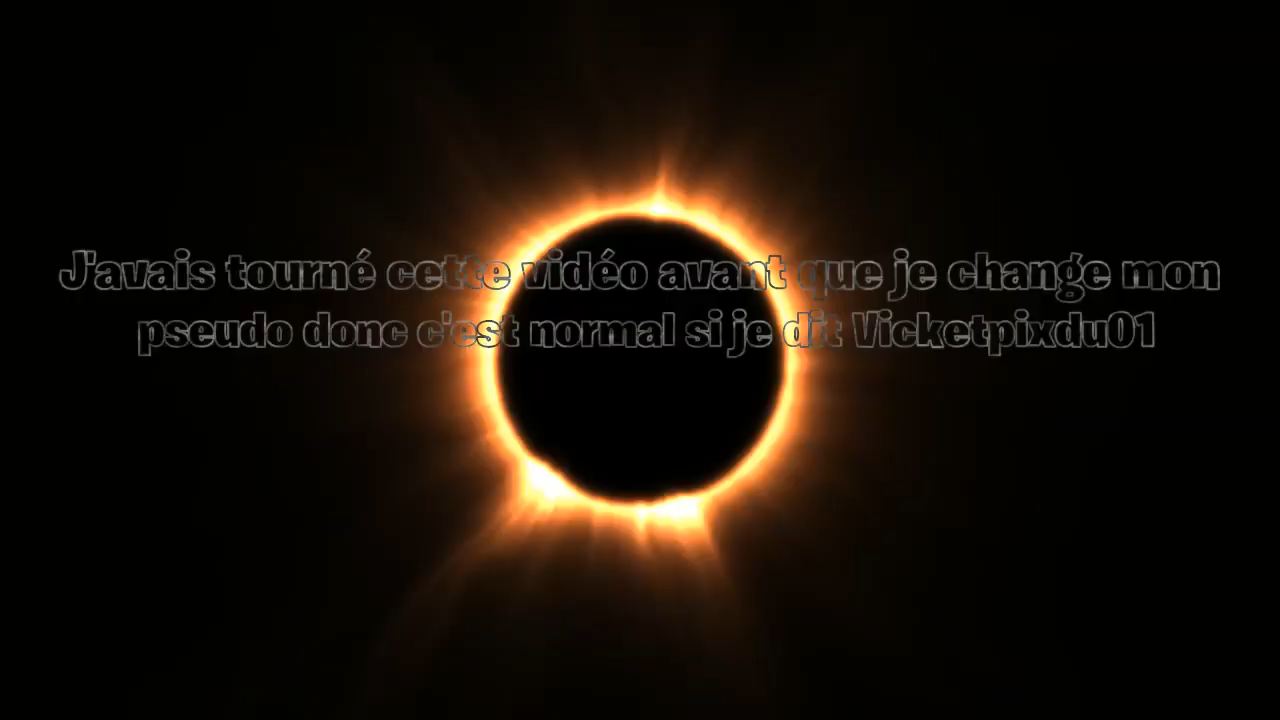 J'avais tourné cette vidéo avant que je change mon
pseudo donc c'est normal si je dit Vicketpixdu01